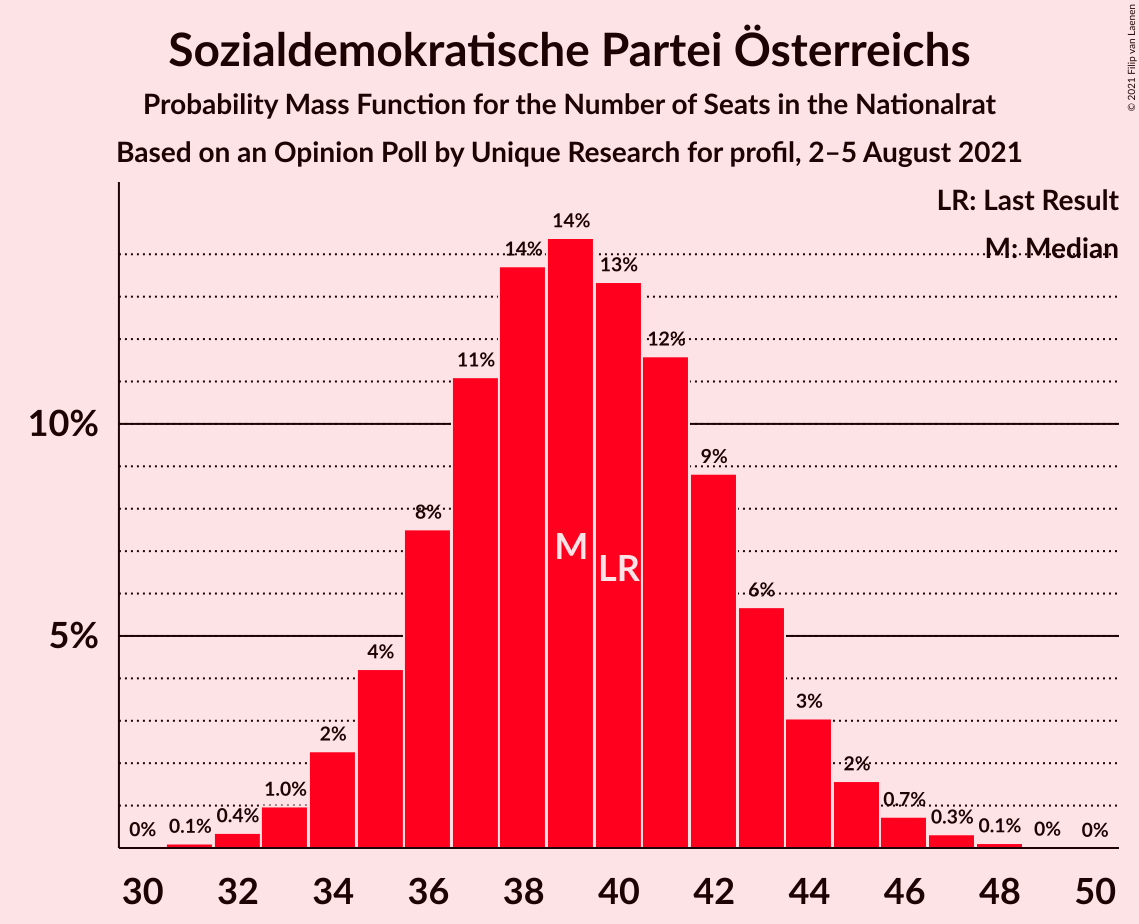 Sozialdemokratische Partei Österreichs
Probability Mass Function for the Number of Seats in the Nationalrat
Based on an Opinion Poll by Unique Research for profil, 2–5 August 2021
© 2021 Filip van Laenen
LR: Last Result
M: Median
10%
5%
0%
0.1%
0.4%
1.0%
2%
4%
8%
11%
14%
14%
13%
12%
9%
6%
3%
2%
0.7%
0.3%
0.1%
0%
0%
M
LR
30 32 34 36 38 40 42 44 46 48 50